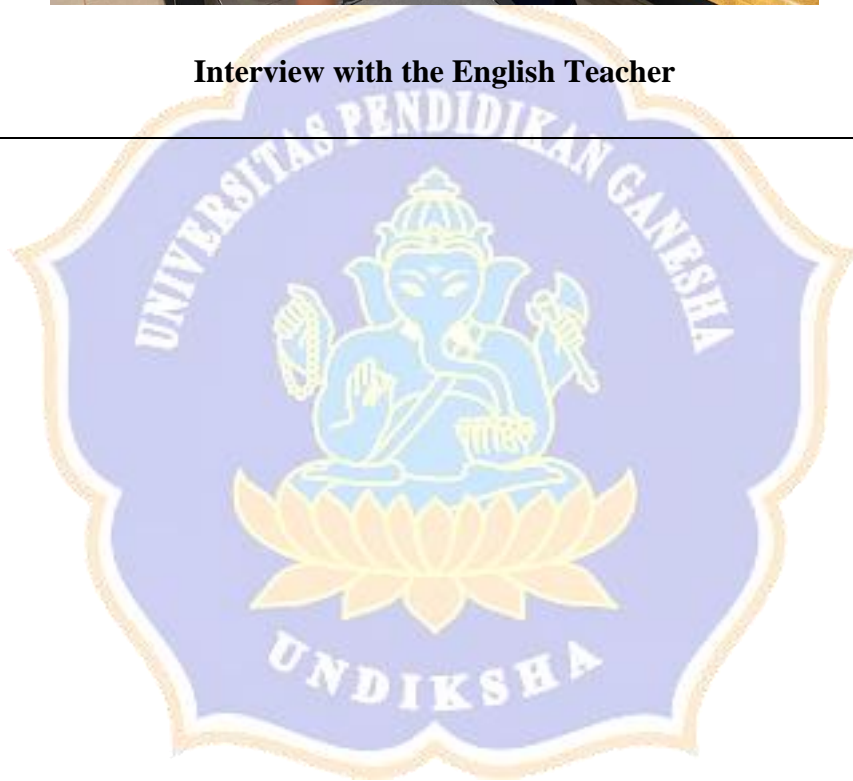 Interview with the English Teacher
UNIVERSITAS PENDIDIKAN GANESHA
UNDIKSHA